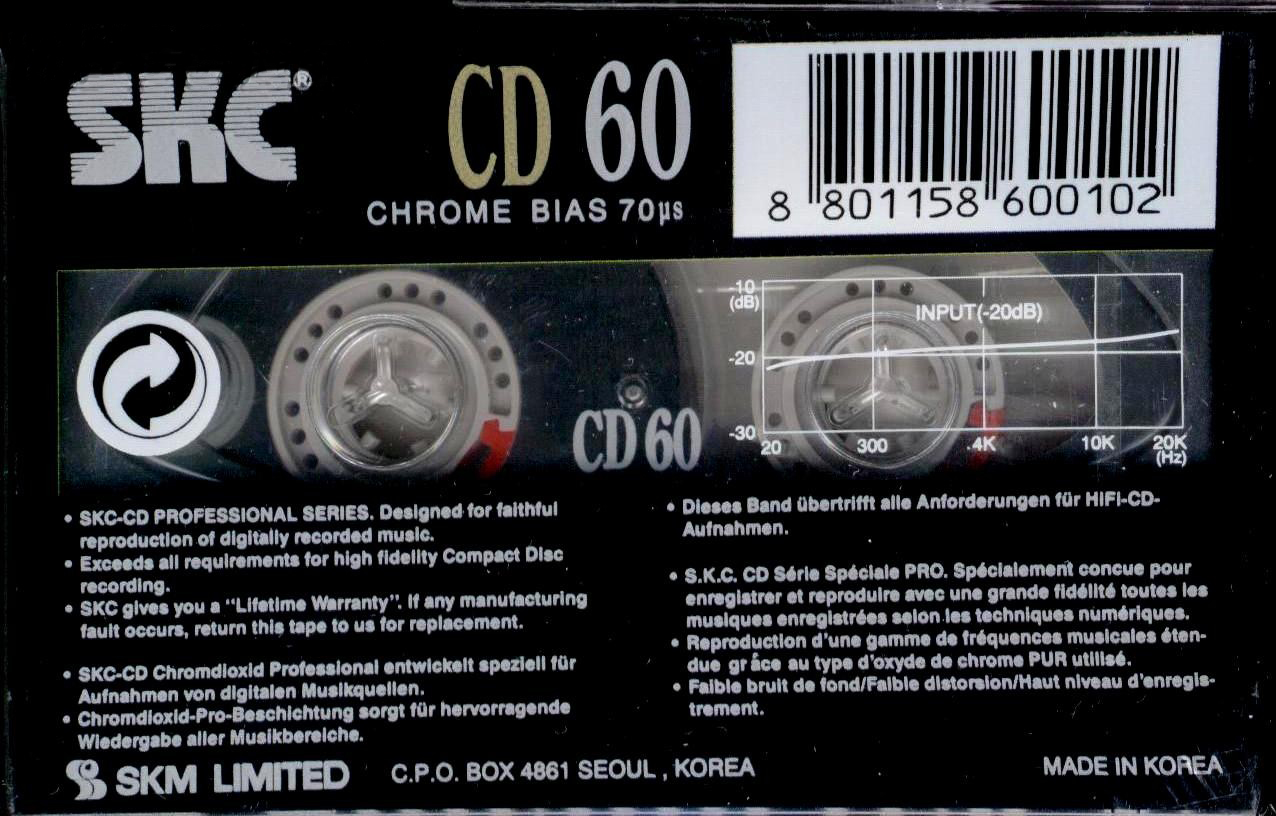 SKC®
CD 60
CHROME BIAS 70µs
8 801158 600102
-10
(dB)
INPUT(-20dB)
-20
-30
20 300 .4K 10K 20K
(Hz)
CD 60
• SKC-CD PROFESSIONAL SERIES. Designed for faithful
reproduction of digitally recorded music.
• Exceeds all requirements for high fidelity Compact Disc
recording.
• SKC gives you a "Lifetime Warranty". If any manufacturing
fault occurs, return this tape to us for replacement.
• SKC-CD Chromdioxid Professional entwickelt speziell für
Aufnahmen von digitalen Musikquellen.
• Chromdioxid-Pro-Beschichtung sorgt für hervorragende
Wiedergabe aller Musikbereiche.
• Dieses Band übertrifft alle Anforderungen für HiFi-CD-
Aufnahmen.
• S.K.C. CD Série Spéciale PRO. Spécialement concue pour
enregistrer et reproduire avec une grande fidélité toutes les
musiques enregistrées selon les techniques numériques.
• Reproduction d'une gamme de fréquences musicales éten-
due gr âce au type d'oxyde de chrome PUR utilisé.
• Faible bruit de fond/Faible distorsion/Haut niveau d'enregis-
trement.
SKM LIMITED C.P.O. BOX 4861 SEOUL , KOREA MADE IN KOREA